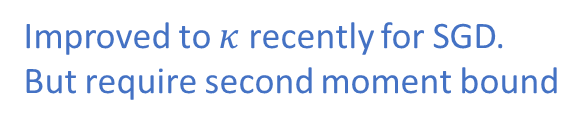 Improved to κ recently for SGD.
But require second moment bound